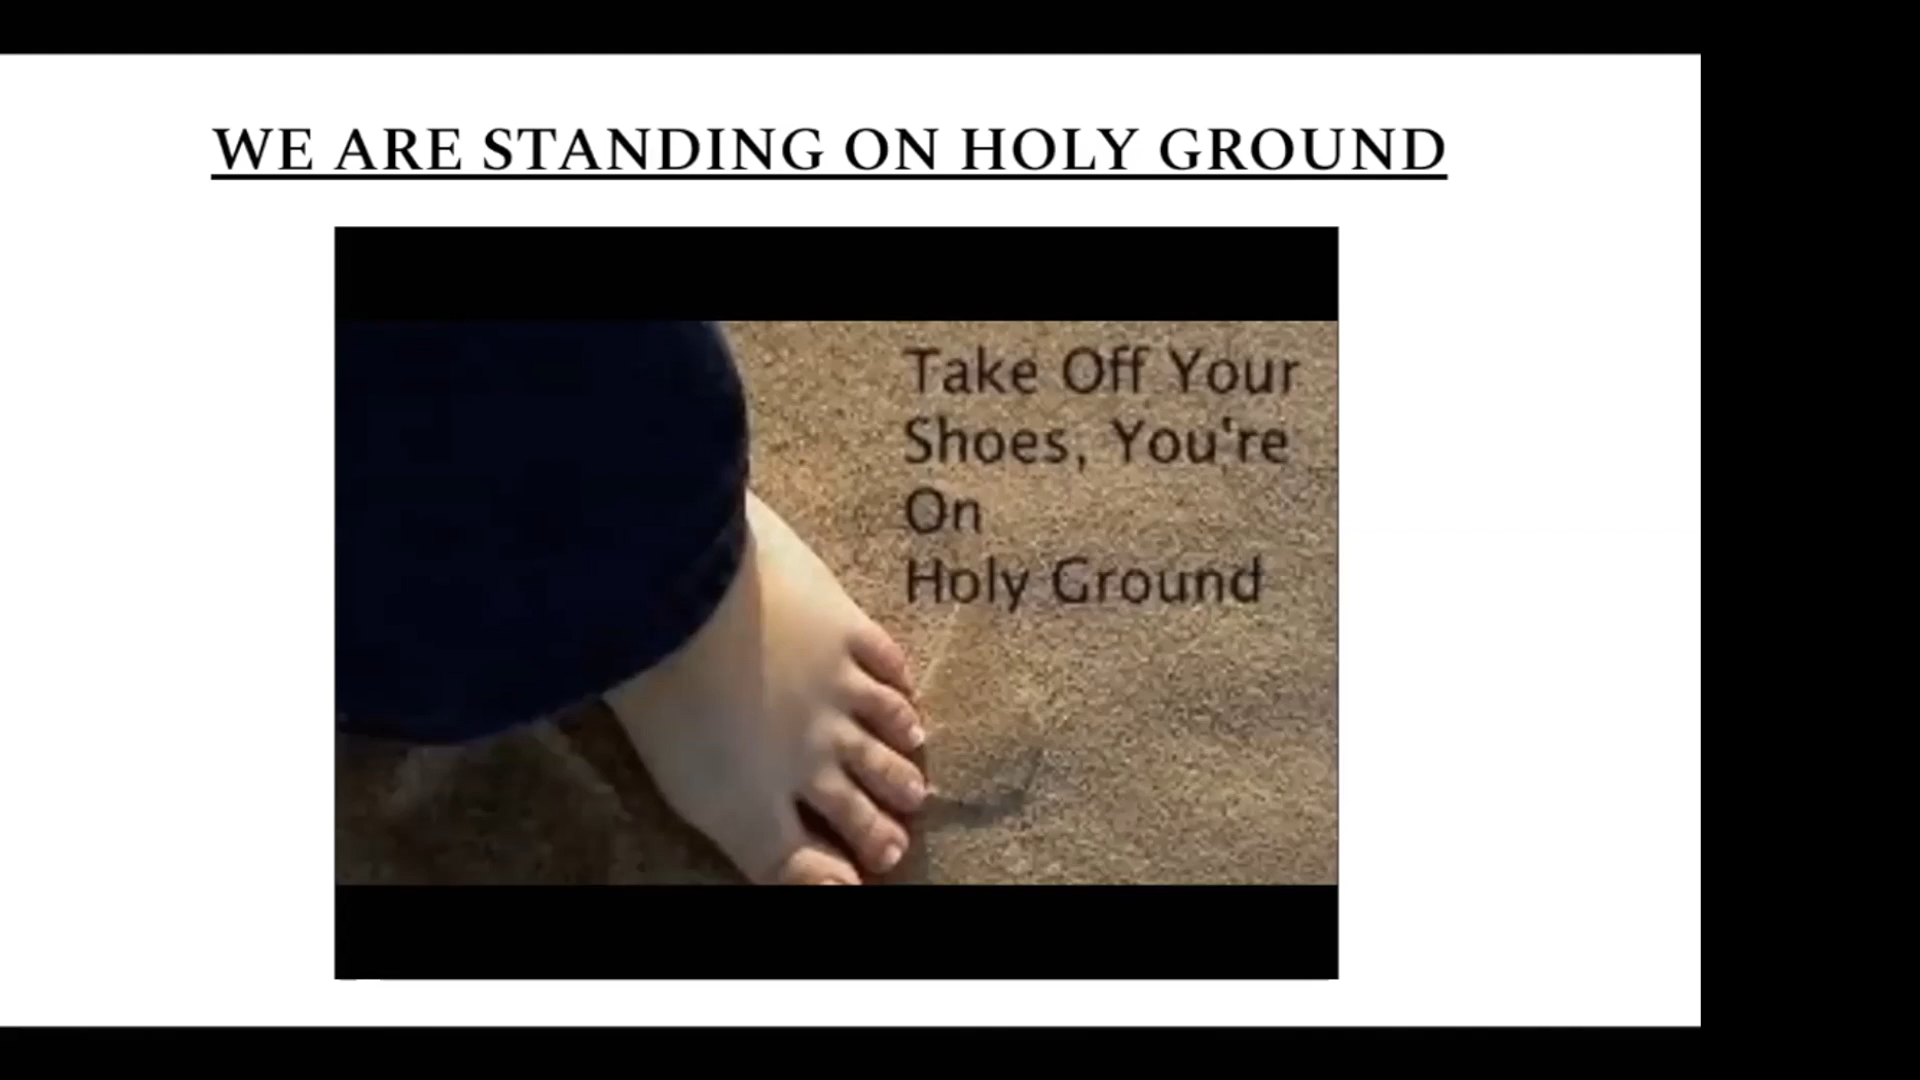 WE ARE STANDING ON HOLY GROUND
Take Off Your
Shoes, You're
On
Holy Ground